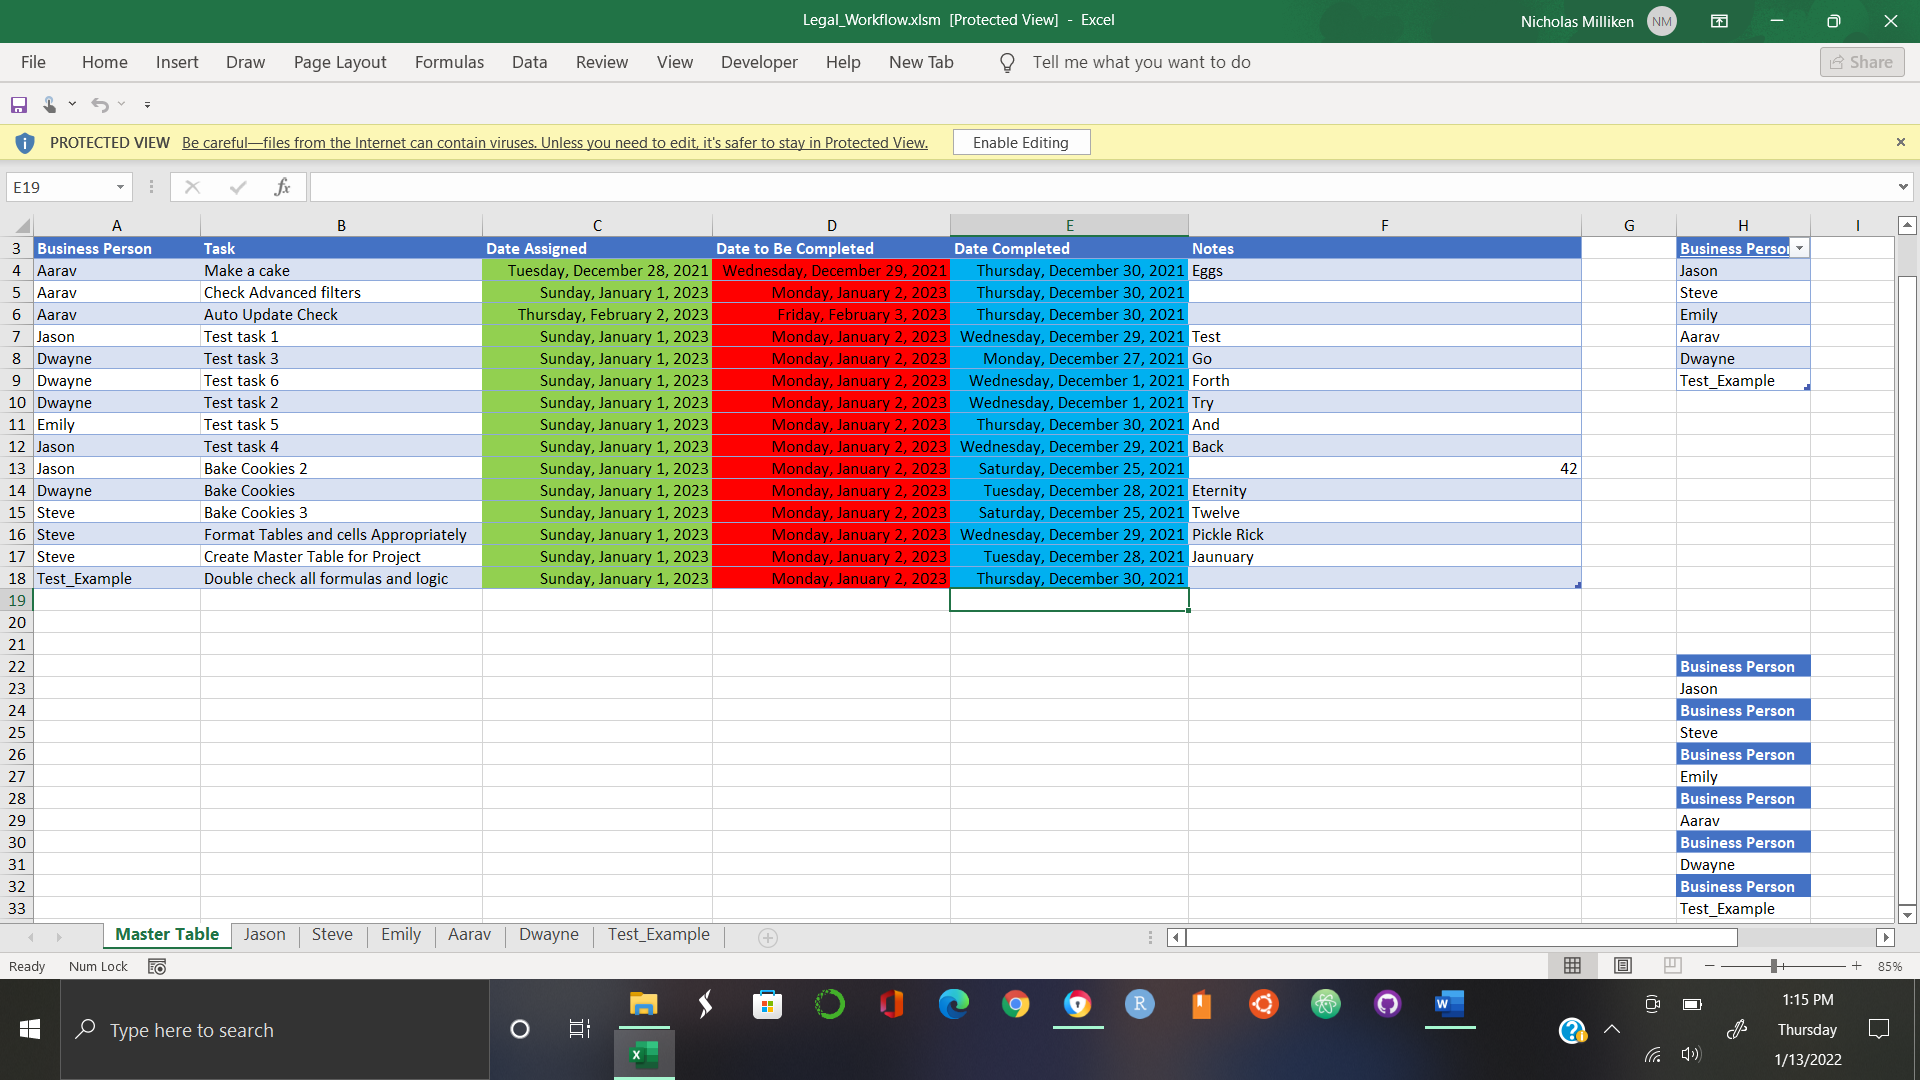 Legal_Workflow.xlsm [Protected View] - Excel
Nicholas Milliken NM
File Home Insert Draw Page Layout Formulas Data Review View Developer Help New Tab Tell me what you want to do Share
PROTECTED VIEW Be careful—files from the Internet can contain viruses. Unless you need to edit, it's safer to stay in Protected View. Enable Editing
E19 fx
A B C D E F G H I
3 Business Person Task Date Assigned Date to Be Completed Date Completed Notes Business Person
4 Aarav Make a cake Tuesday, December 28, 2021 Wednesday, December 29, 2021 Thursday, December 30, 2021 Eggs Jason
5 Aarav Check Advanced filters Sunday, January 1, 2023 Monday, January 2, 2023 Thursday, December 30, 2021 Steve
6 Aarav Auto Update Check Thursday, February 2, 2023 Friday, February 3, 2023 Thursday, December 30, 2021 Emily
7 Jason Test task 1 Sunday, January 1, 2023 Monday, January 2, 2023 Wednesday, December 29, 2021 Test Aarav
8 Dwayne Test task 3 Sunday, January 1, 2023 Monday, January 2, 2023 Monday, December 27, 2021 Go Dwayne
9 Dwayne Test task 6 Sunday, January 1, 2023 Monday, January 2, 2023 Wednesday, December 1, 2021 Forth Test_Example
10 Dwayne Test task 2 Sunday, January 1, 2023 Monday, January 2, 2023 Wednesday, December 1, 2021 Try
11 Emily Test task 5 Sunday, January 1, 2023 Monday, January 2, 2023 Thursday, December 30, 2021 And
12 Jason Test task 4 Sunday, January 1, 2023 Monday, January 2, 2023 Wednesday, December 29, 2021 Back
13 Jason Bake Cookies 2 Sunday, January 1, 2023 Monday, January 2, 2023 Saturday, December 25, 2021 42
14 Dwayne Bake Cookies Sunday, January 1, 2023 Monday, January 2, 2023 Tuesday, December 28, 2021 Eternity
15 Steve Bake Cookies 3 Sunday, January 1, 2023 Monday, January 2, 2023 Saturday, December 25, 2021 Twelve
16 Steve Format Tables and cells Appropriately Sunday, January 1, 2023 Monday, January 2, 2023 Wednesday, December 29, 2021 Pickle Rick
17 Steve Create Master Table for Project Sunday, January 1, 2023 Monday, January 2, 2023 Tuesday, December 28, 2021 Jaunuary
18 Test_Example Double check all formulas and logic Sunday, January 1, 2023 Monday, January 2, 2023 Thursday, December 30, 2021
19
20
21
22 Business Person
23 Jason
24 Business Person
25 Steve
26 Business Person
27 Emily
28 Business Person
29 Aarav
30 Business Person
31 Dwayne
32 Business Person
33 Test_Example
Master Table Jason Steve Emily Aarav Dwayne Test_Example
Ready Num Lock 85%
Type here to search
1:15 PM
Thursday
1/13/2022